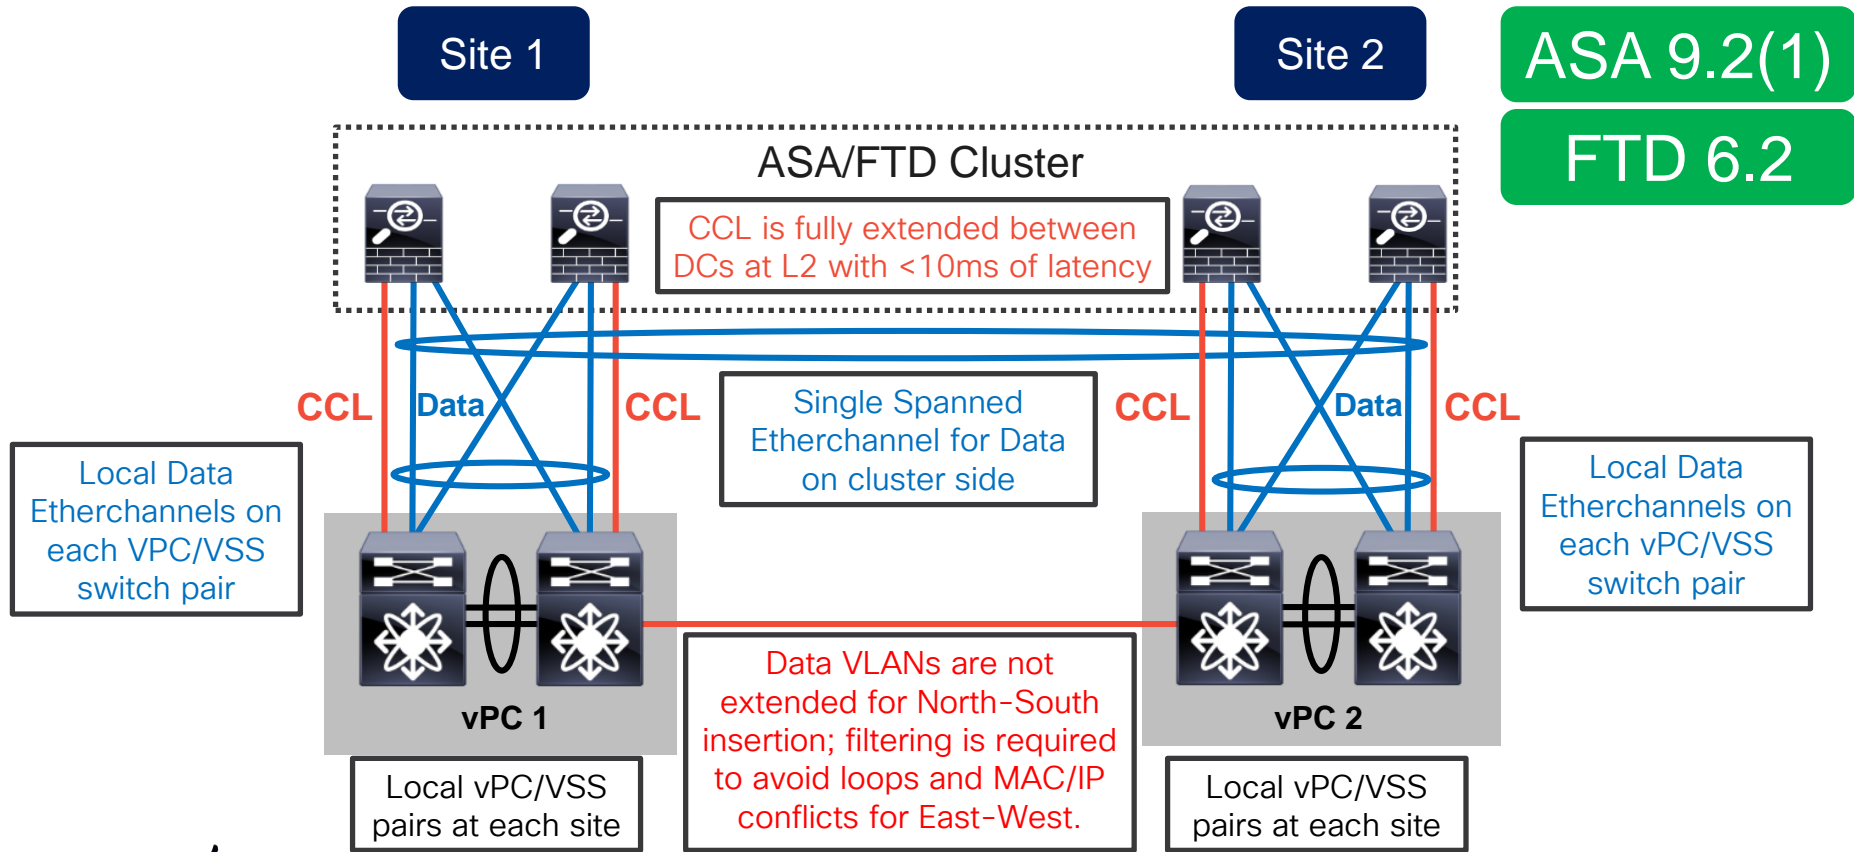 Site 1
Site 2
ASA 9.2(1)
FTD 6.2
ASA/FTD Cluster
CCL is fully extended between
DCs at L2 with <10ms of latency
CCL
Data
CCL
CCL
Data
CCL
Single Spanned
Etherchannel for Data
on cluster side
Local Data
Etherchannels on
each VPC/VSS
switch pair
Local Data
Etherchannels on
each vPC/VSS
switch pair
vPC 1
vPC 2
Data VLANs are not
extended for North-South
insertion; filtering is required
to avoid loops and MAC/IP
conflicts for East-West.
Local vPC/VSS
pairs at each site
Local vPC/VSS
pairs at each site